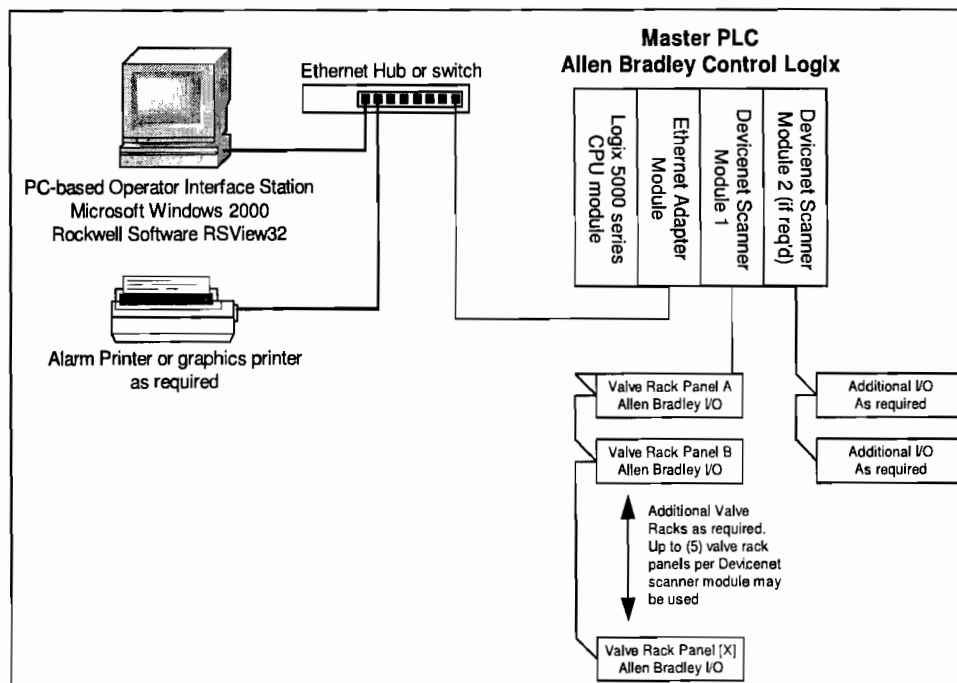 Master PLC
Allen Bradley Control Logix
Ethernet Hub or switch
PC-based Operator Interface Station
Microsoft Windows 2000
Rockwell Software RSView32
Alarm Printer or graphics printer
as required
Logix 5000 series
CPU module
Ethernet Adapter
Module
Devicenet Scanner
Module 1
Devicenet Scanner
Module 2 (if req'd)
Valve Rack Panel A
Allen Bradley I/O
Additional I/O
As required
Valve Rack Panel B
Allen Bradley I/O
Additional I/O
As required
Additional Valve
Racks as required.
Up to (5) valve rack
panels per Devicenet
scanner module may
be used
Valve Rack Panel [X]
Allen Bradley I/O